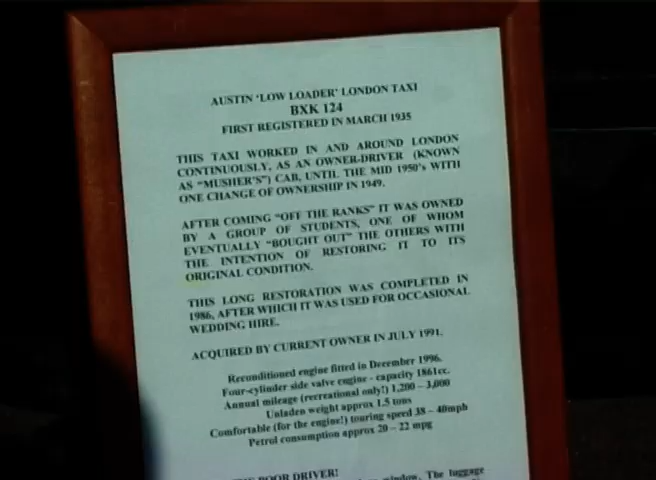 AUSTIN 'LOW LOADER' LONDON TAXI
BXK 124
FIRST REGISTERED IN MARCH 1935
THIS TAXI WORKED IN AND AROUND LONDON
CONTINUOUSLY, AS AN OWNER-DRIVER (KNOWN
AS "MUSHER'S") CAB, UNTIL THE MID 1950's WITH
ONE CHANGE OF OWNERSHIP IN 1949.
AFTER COMING "OFF THE RANKS" IT WAS OWNED
BY A GROUP OF STUDENTS, ONE OF WHOM
EVENTUALLY "BOUGHT OUT" THE OTHERS WITH
THE INTENTION OF RESTORING IT TO ITS
ORIGINAL CONDITION.
THIS LONG RESTORATION WAS COMPLETED IN
1986, AFTER WHICH IT WAS USED FOR OCCASIONAL
WEDDING HIRE.
ACQUIRED BY CURRENT OWNER IN JULY 1991.
Reconditioned engine fitted in December 1996.
Four-cylinder side valve engine - capacity 1861cc.
Annual mileage (recreational only!) 1,200 – 3,000
Unladen weight approx 1.5 tons
Comfortable (for the engine!) touring speed 38 – 40mph
Petrol consumption approx 20 – 22 mpg
POOR DRIVER!
window. The luggage